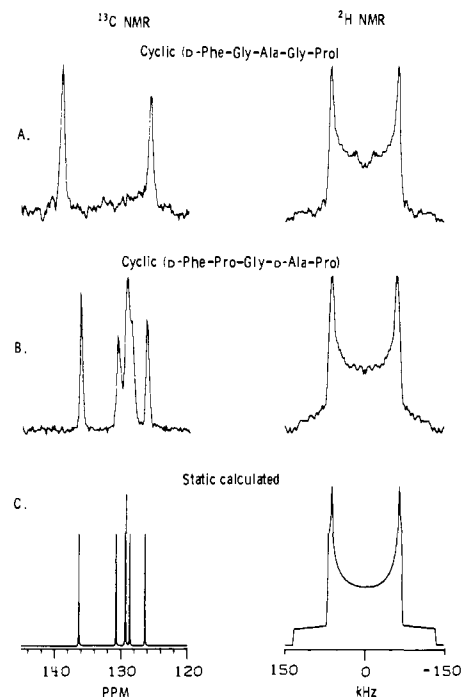 ¹³C NMR
²H NMR
Cyclic (D-Phe-Gly-Ala-Gly-Pro)
A.
Cyclic (D-Phe-Pro-Gly-D-Ala-Pro)
B.
Static calculated
C.
140 130 120
PPM
150 0 -150
kHz